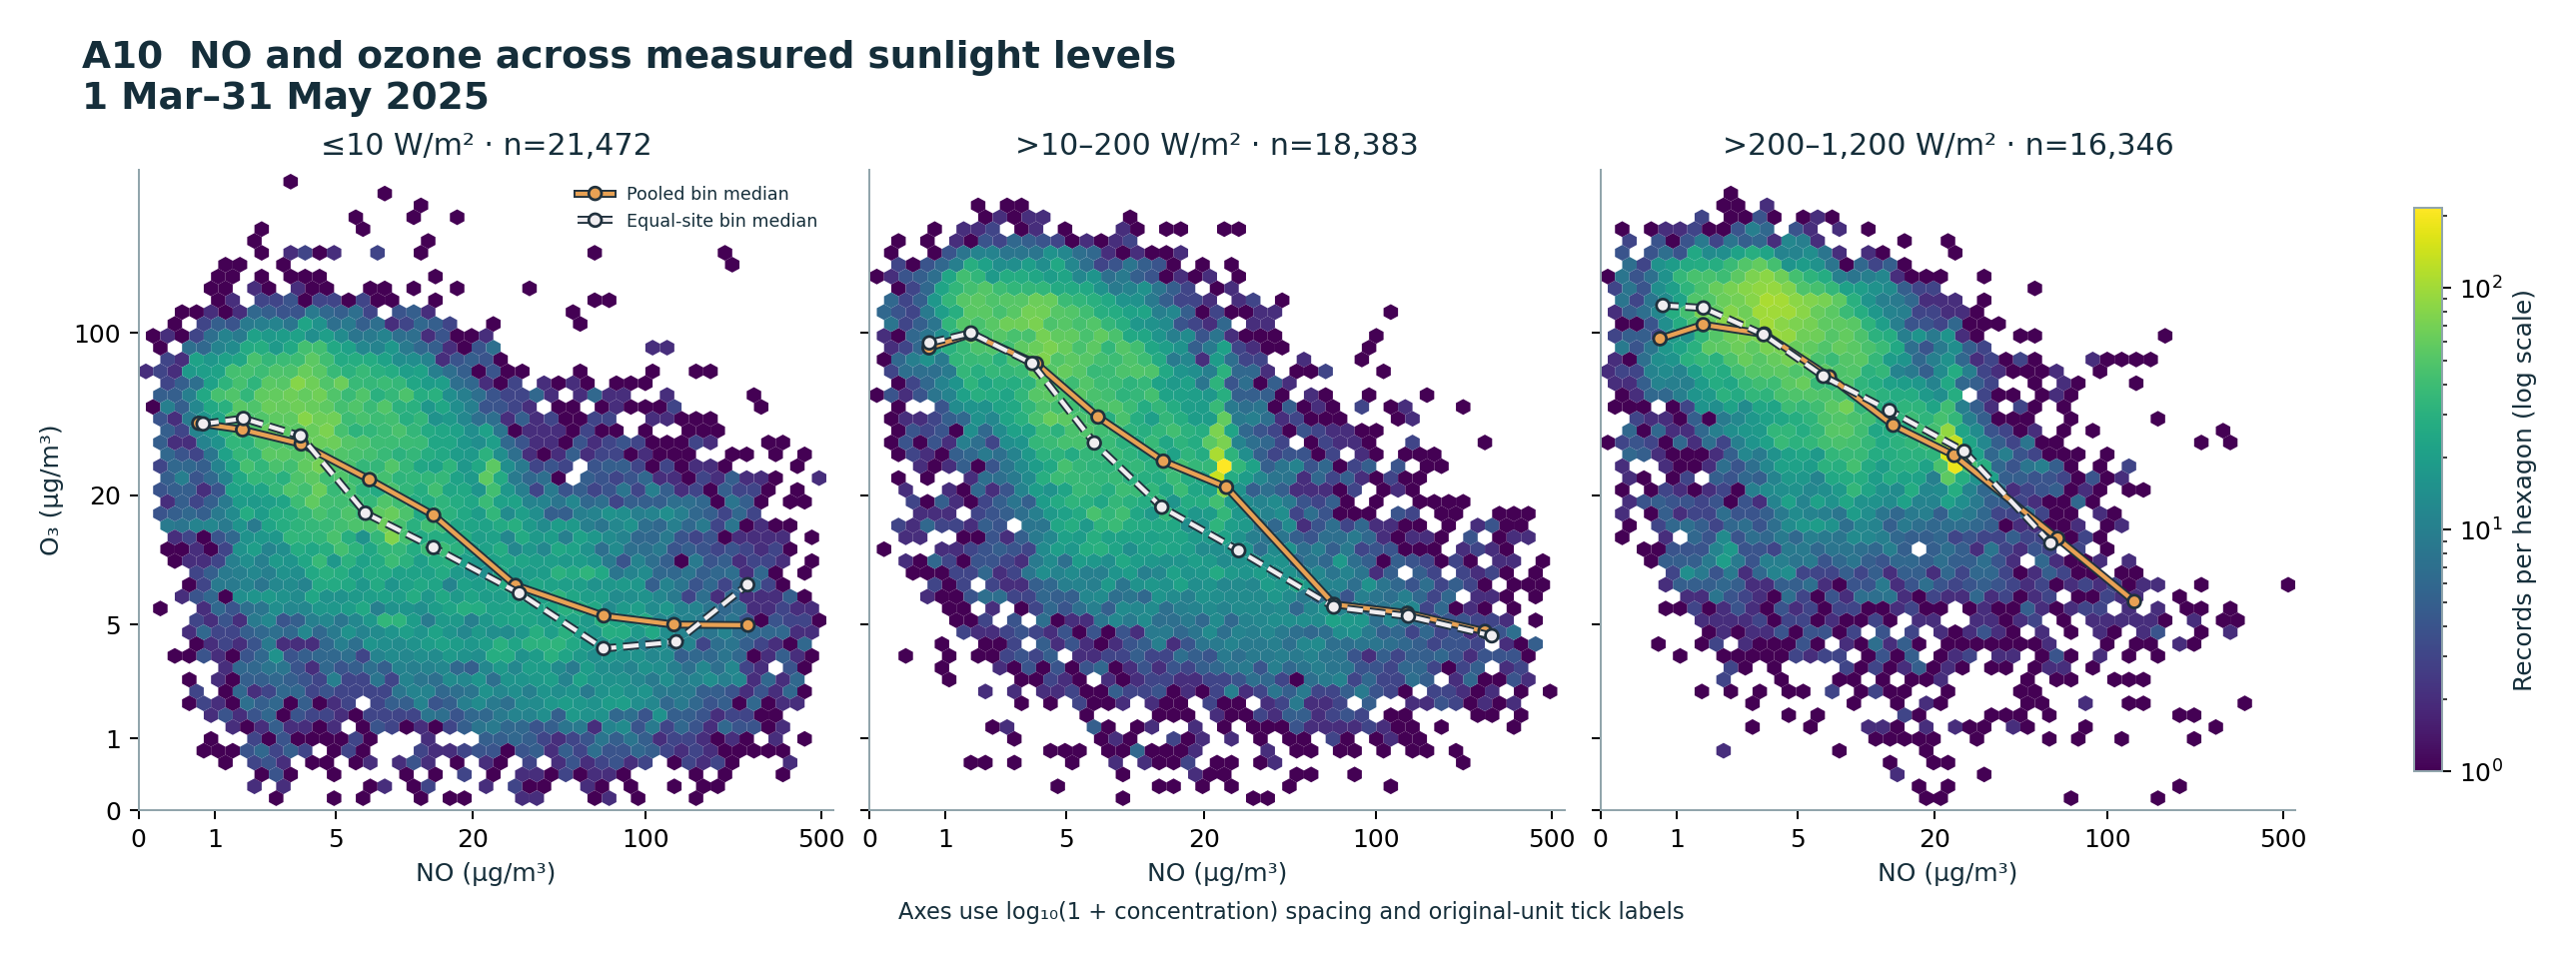 A10  NO and ozone across measured sunlight levels
1 Mar–31 May 2025
≤10 W/m² · n=21,472
>10–200 W/m² · n=18,383
>200–1,200 W/m² · n=16,346
Pooled bin median
Equal-site bin median
O₃ (µg/m³)
100
20
5
1
0
0 1 5 20 100 500
0 1 5 20 100 500
0 1 5 20 100 500
NO (µg/m³)
NO (µg/m³)
NO (µg/m³)
10²
10¹
10⁰
Records per hexagon (log scale)
Axes use log₁₀(1 + concentration) spacing and original-unit tick labels